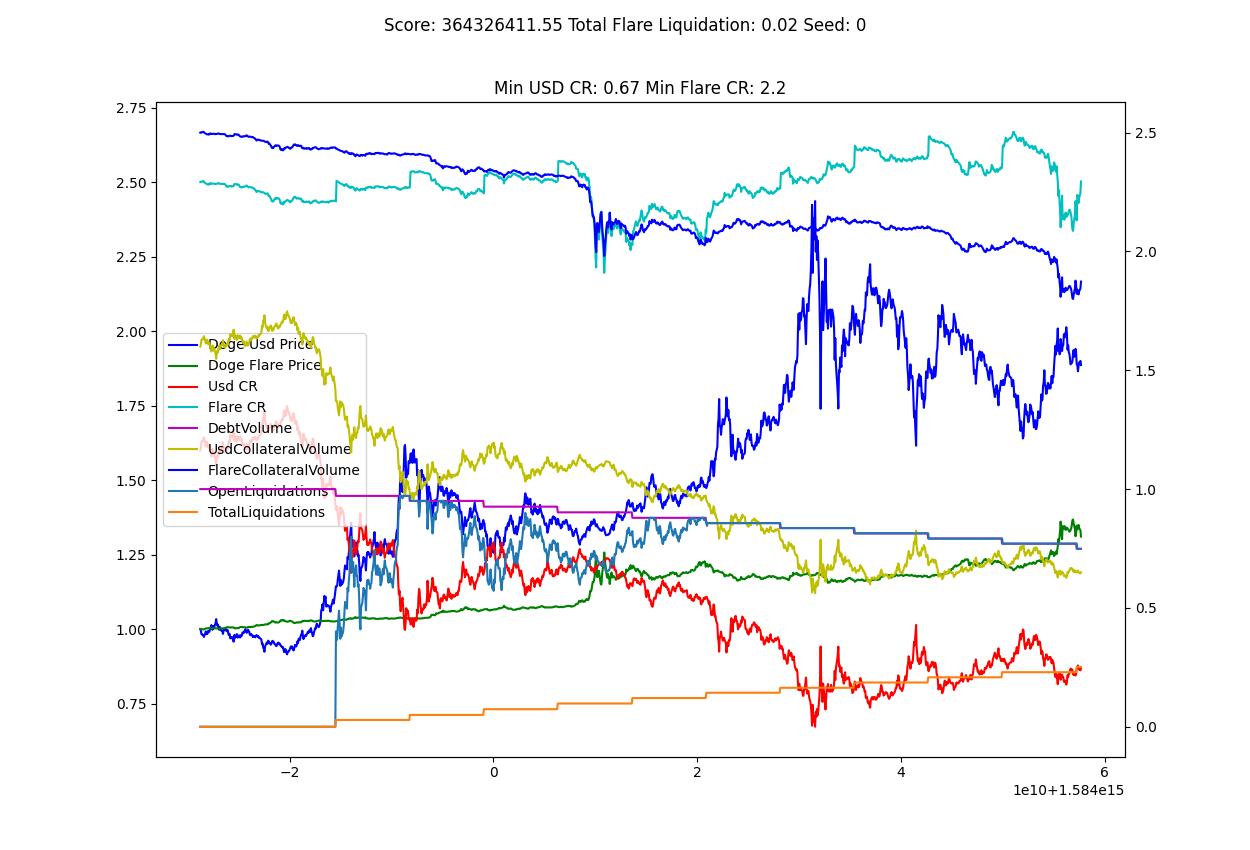 Score: 364326411.55 Total Flare Liquidation: 0.02 Seed: 0
Min USD CR: 0.67 Min Flare CR: 2.2
2.75
2.50
2.25
2.00
1.75
1.50
1.25
1.00
0.75
2.5
2.0
1.5
1.0
0.5
0.0
Doge Usd Price
Doge Flare Price
Usd CR
Flare CR
DebtVolume
UsdCollateralVolume
FlareCollateralVolume
OpenLiquidations
TotalLiquidations
−2
0
2
4
6
1e10+1.584e15